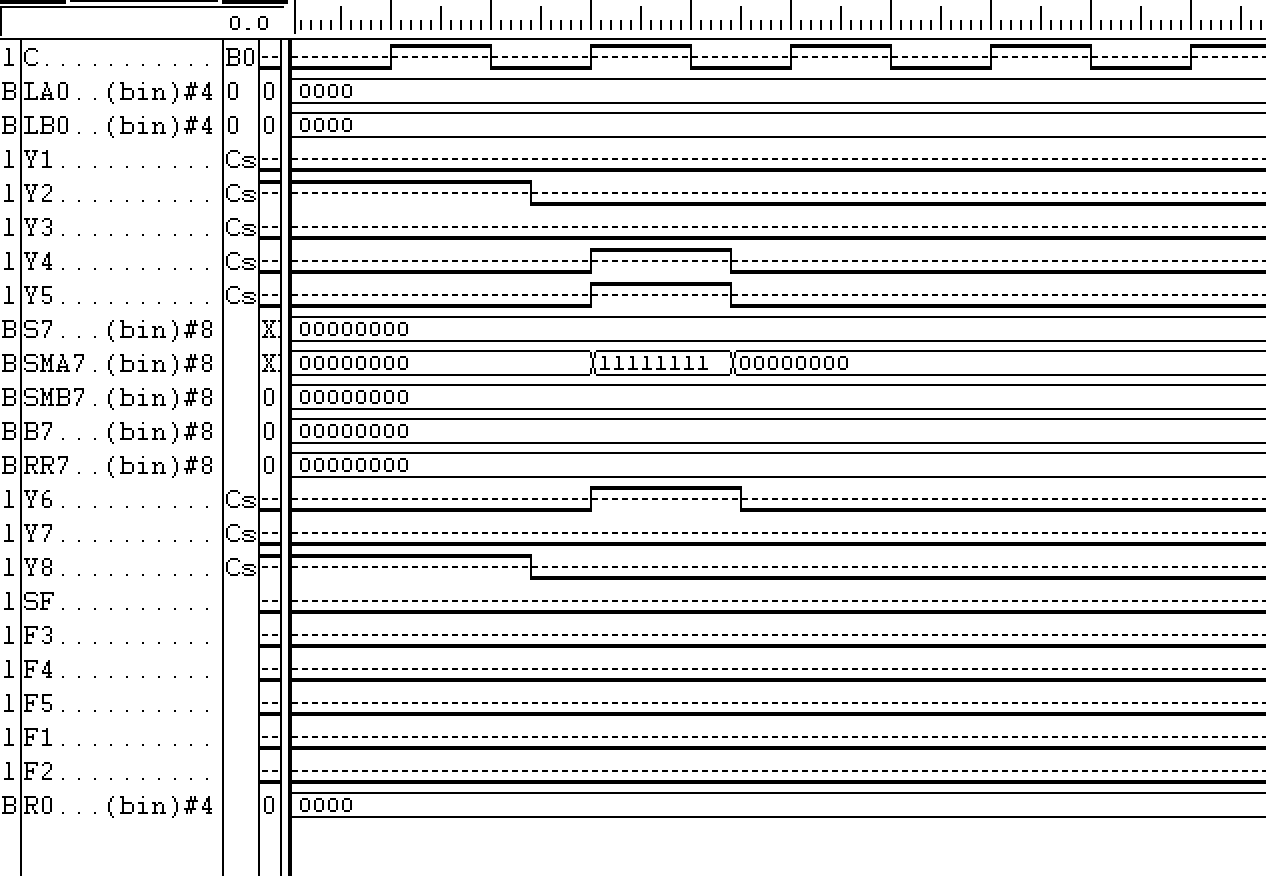 0.0
1 C........... B0
B LA0..(bin)#4 0 0 0000
B LB0..(bin)#4 0 0 0000
1 Y1.......... Cs
1 Y2.......... Cs
1 Y3.......... Cs
1 Y4.......... Cs
1 Y5.......... Cs
B S7...(bin)#8 X 00000000
B SMA7.(bin)#8 X 00000000 11111111 00000000
B SMB7.(bin)#8 0 00000000
B B7...(bin)#8 0 00000000
B RR7..(bin)#8 0 00000000
1 Y6.......... Cs
1 Y7.......... Cs
1 Y8.......... Cs
1 SF..........
1 F3..........
1 F4..........
1 F5..........
1 F1..........
1 F2..........
B R0...(bin)#4 0 0000